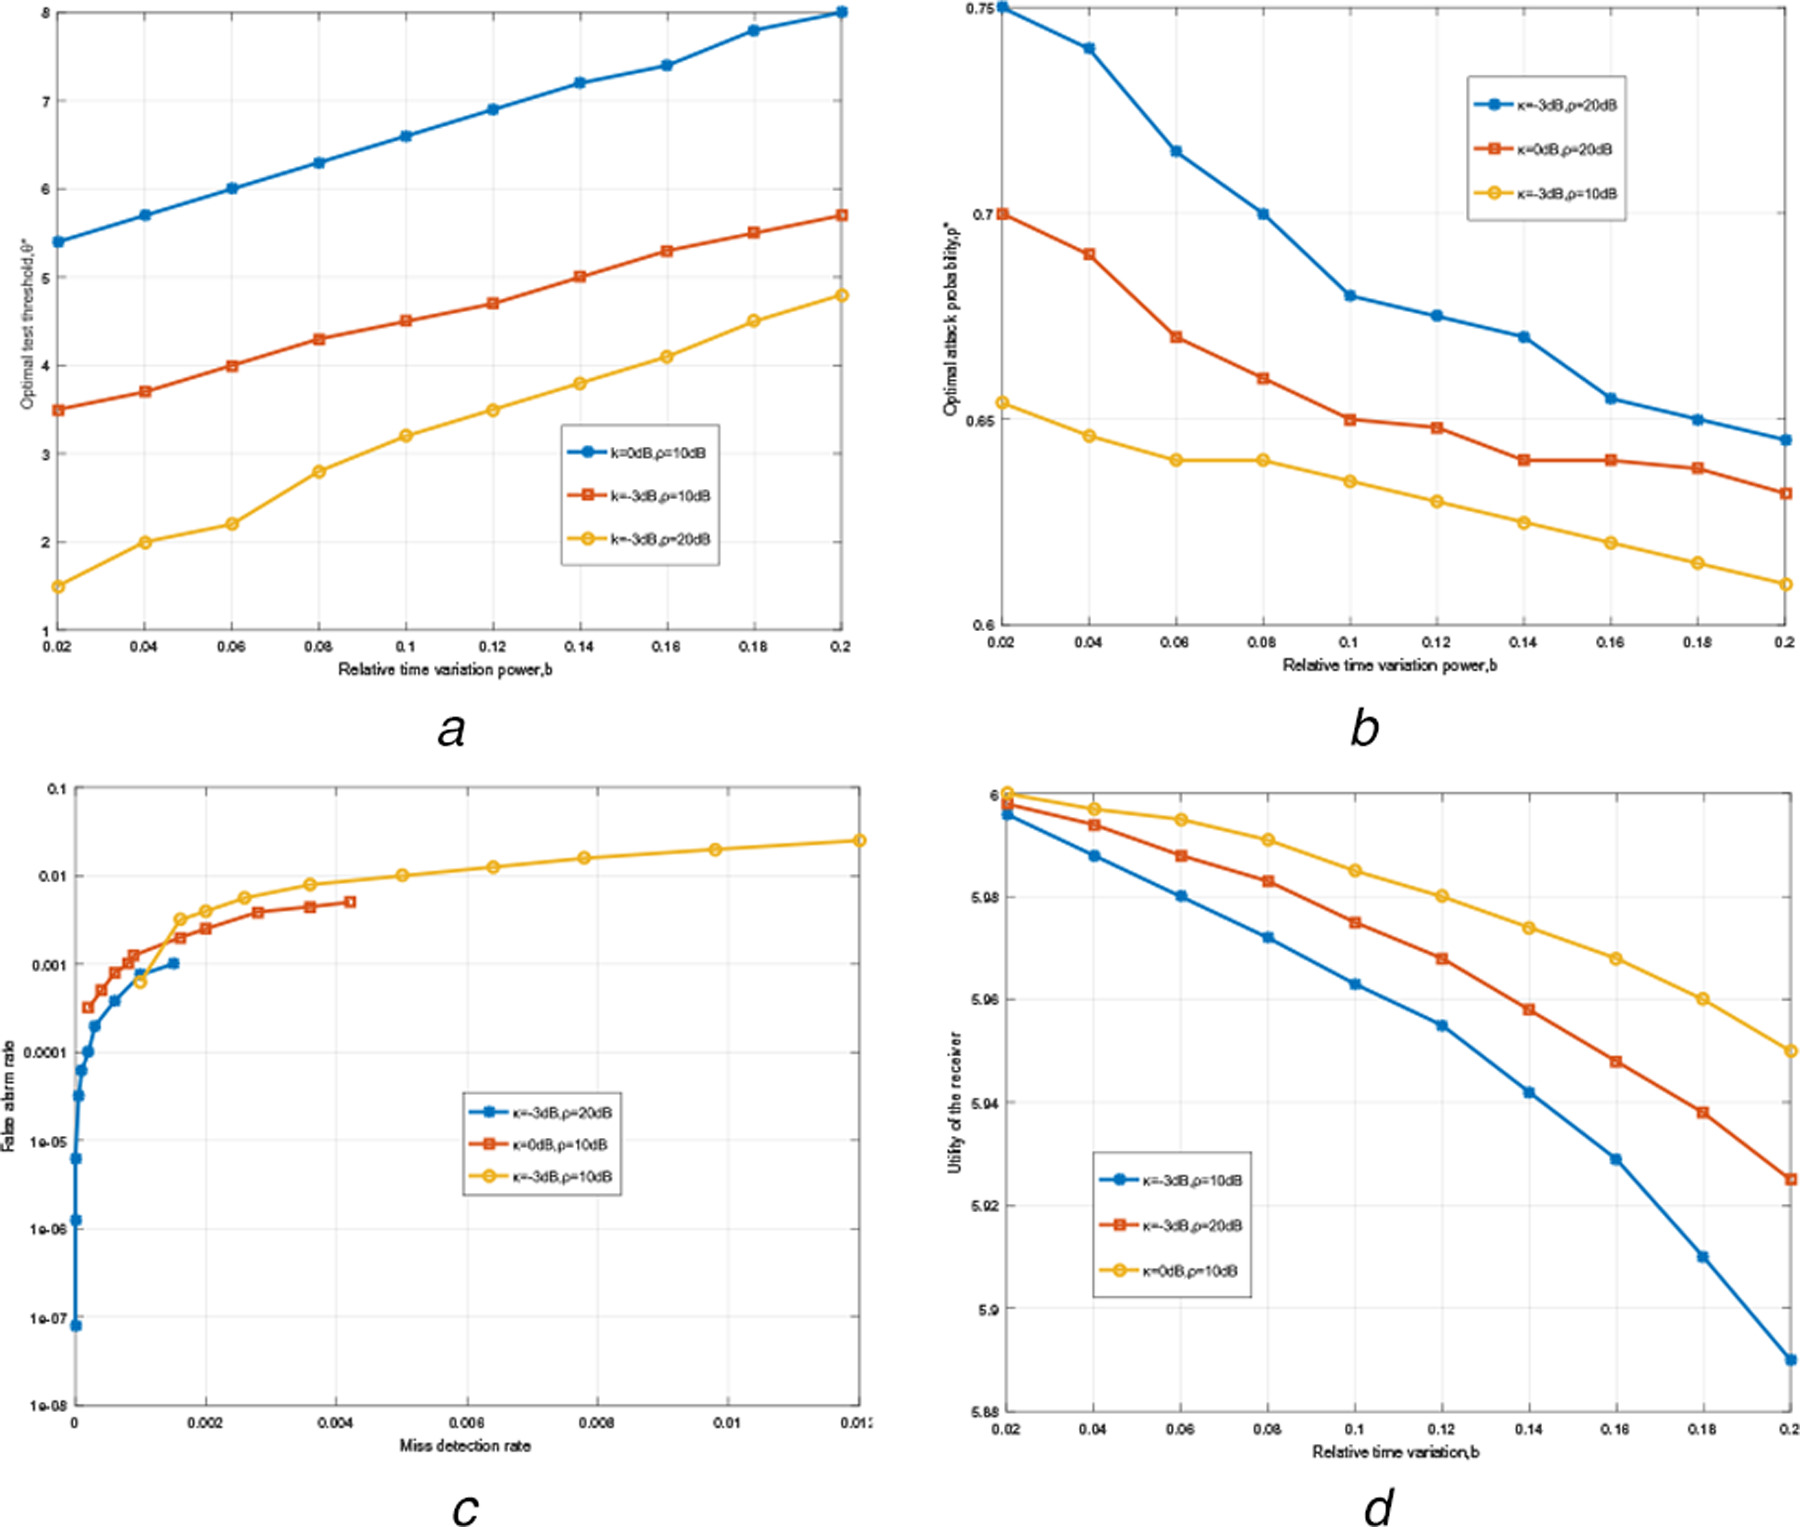 8
7
6
5
4
3
2
1
Optimal test threshold,θ*
k=0dB,ρ=10dB
k=-3dB,ρ=10dB
k=-3dB,ρ=20dB
0.02 0.04 0.06 0.08 0.1 0.12 0.14 0.16 0.18 0.2
Relative time variation power,b
a
0.75
0.7
0.65
0.6
Optimal attack probability,p*
κ=-3dB,ρ=20dB
κ=0dB,ρ=20dB
κ=-3dB,ρ=10dB
0.02 0.04 0.06 0.08 0.1 0.12 0.14 0.16 0.18 0.2
Relative time variation power,b
b
0.1
0.01
0.001
0.0001
1e-05
1e-06
1e-07
1e-08
False alarm rate
κ=-3dB,ρ=20dB
κ=0dB,ρ=10dB
κ=-3dB,ρ=10dB
0 0.002 0.004 0.006 0.008 0.01 0.012
Miss detection rate
c
6
5.98
5.96
5.94
5.92
5.9
5.88
Utility of the receiver
κ=-3dB,ρ=10dB
κ=-3dB,ρ=20dB
κ=0dB,ρ=10dB
0.02 0.04 0.06 0.08 0.1 0.12 0.14 0.16 0.18 0.2
Relative time variation,b
d